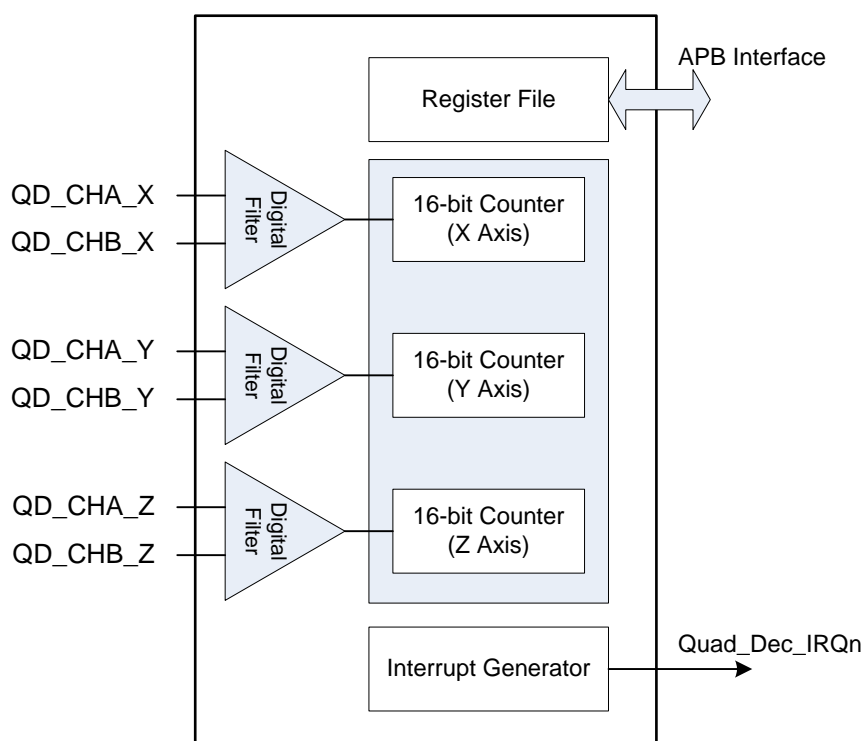 APB Interface
Register File
QD_CHA_X
QD_CHB_X
Digital
Filter
16-bit Counter
(X Axis)
QD_CHA_Y
QD_CHB_Y
Digital
Filter
16-bit Counter
(Y Axis)
QD_CHA_Z
QD_CHB_Z
Digital
Filter
16-bit Counter
(Z Axis)
Interrupt Generator
Quad_Dec_IRQn